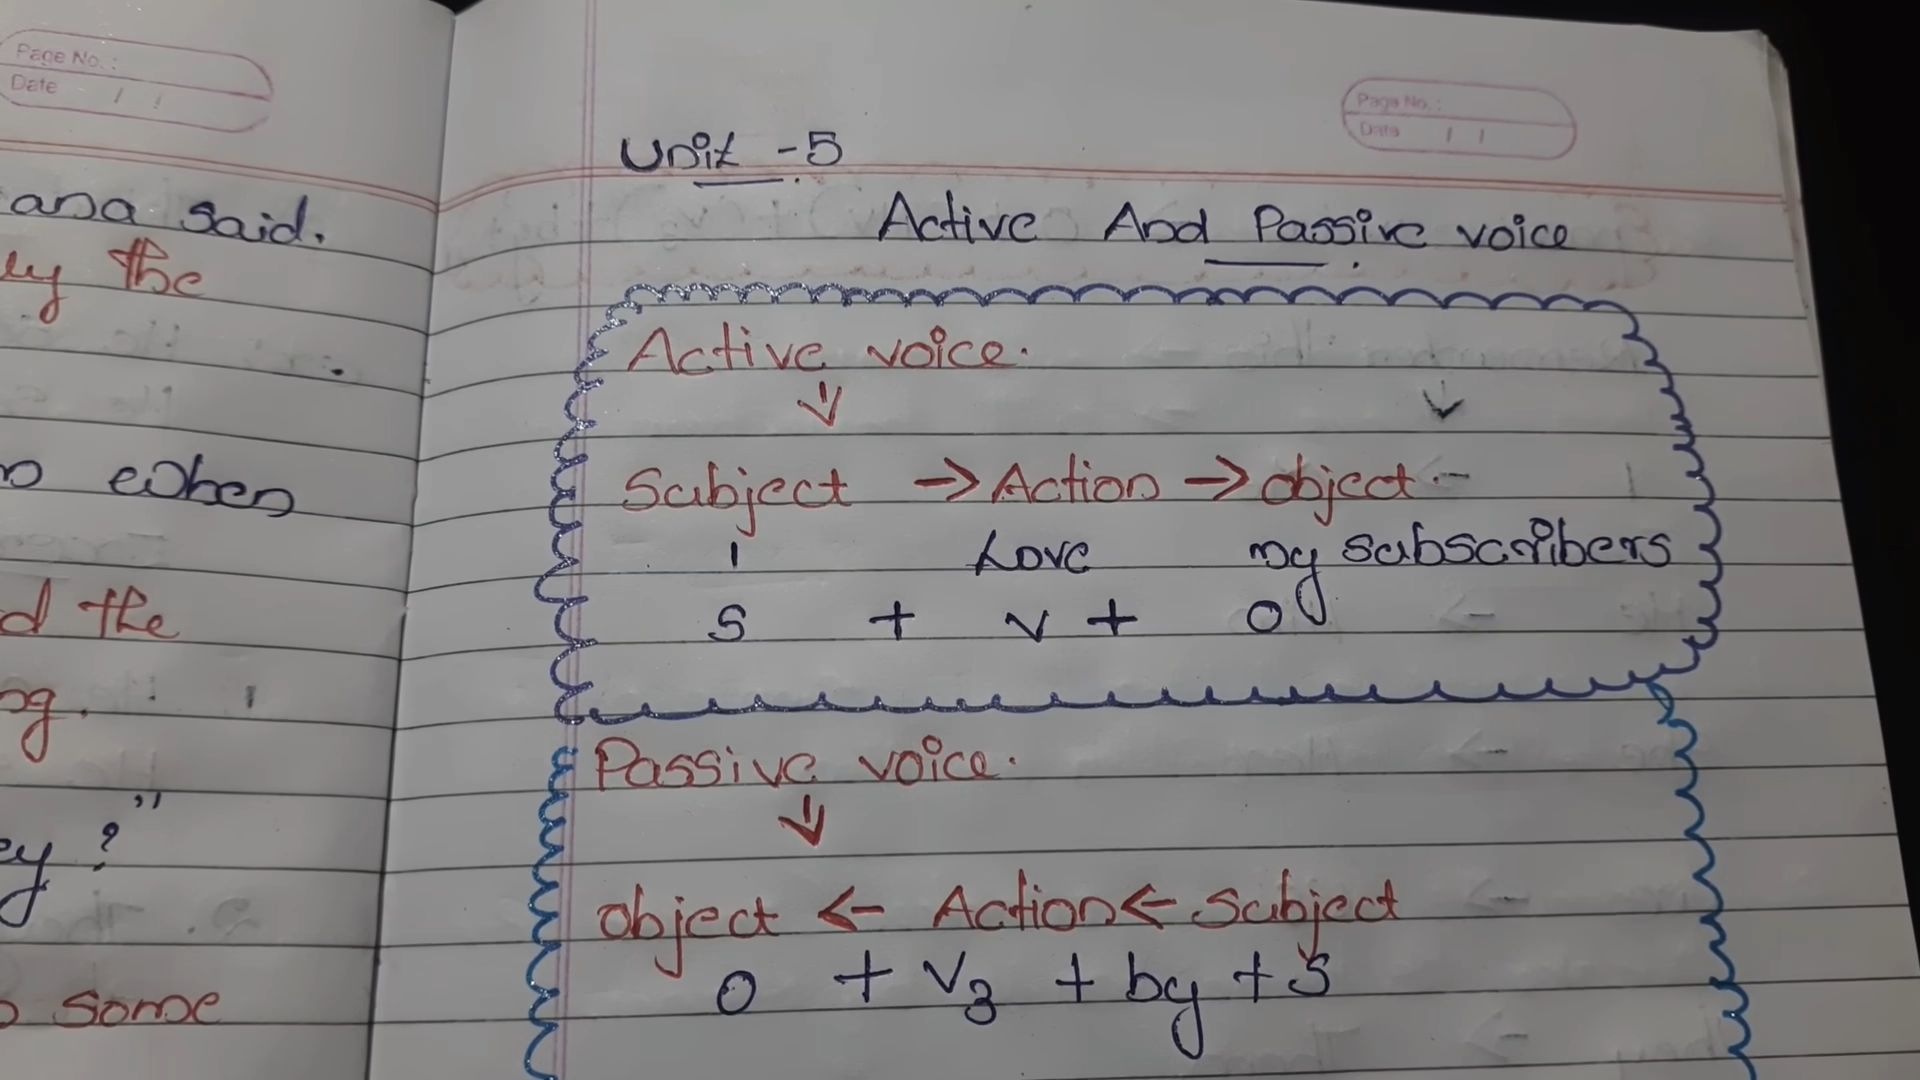 Page No. :
Date / /
ana said.
the
when
d the
?"
some
Page No. :
Date / /
Unit - 5
Active And Passive voice
Active voice.
Subject -> Action -> object
I Love my subscribers
S + V + O
Passive voice.
object <- Action <- Subject
O + V3 + by + S